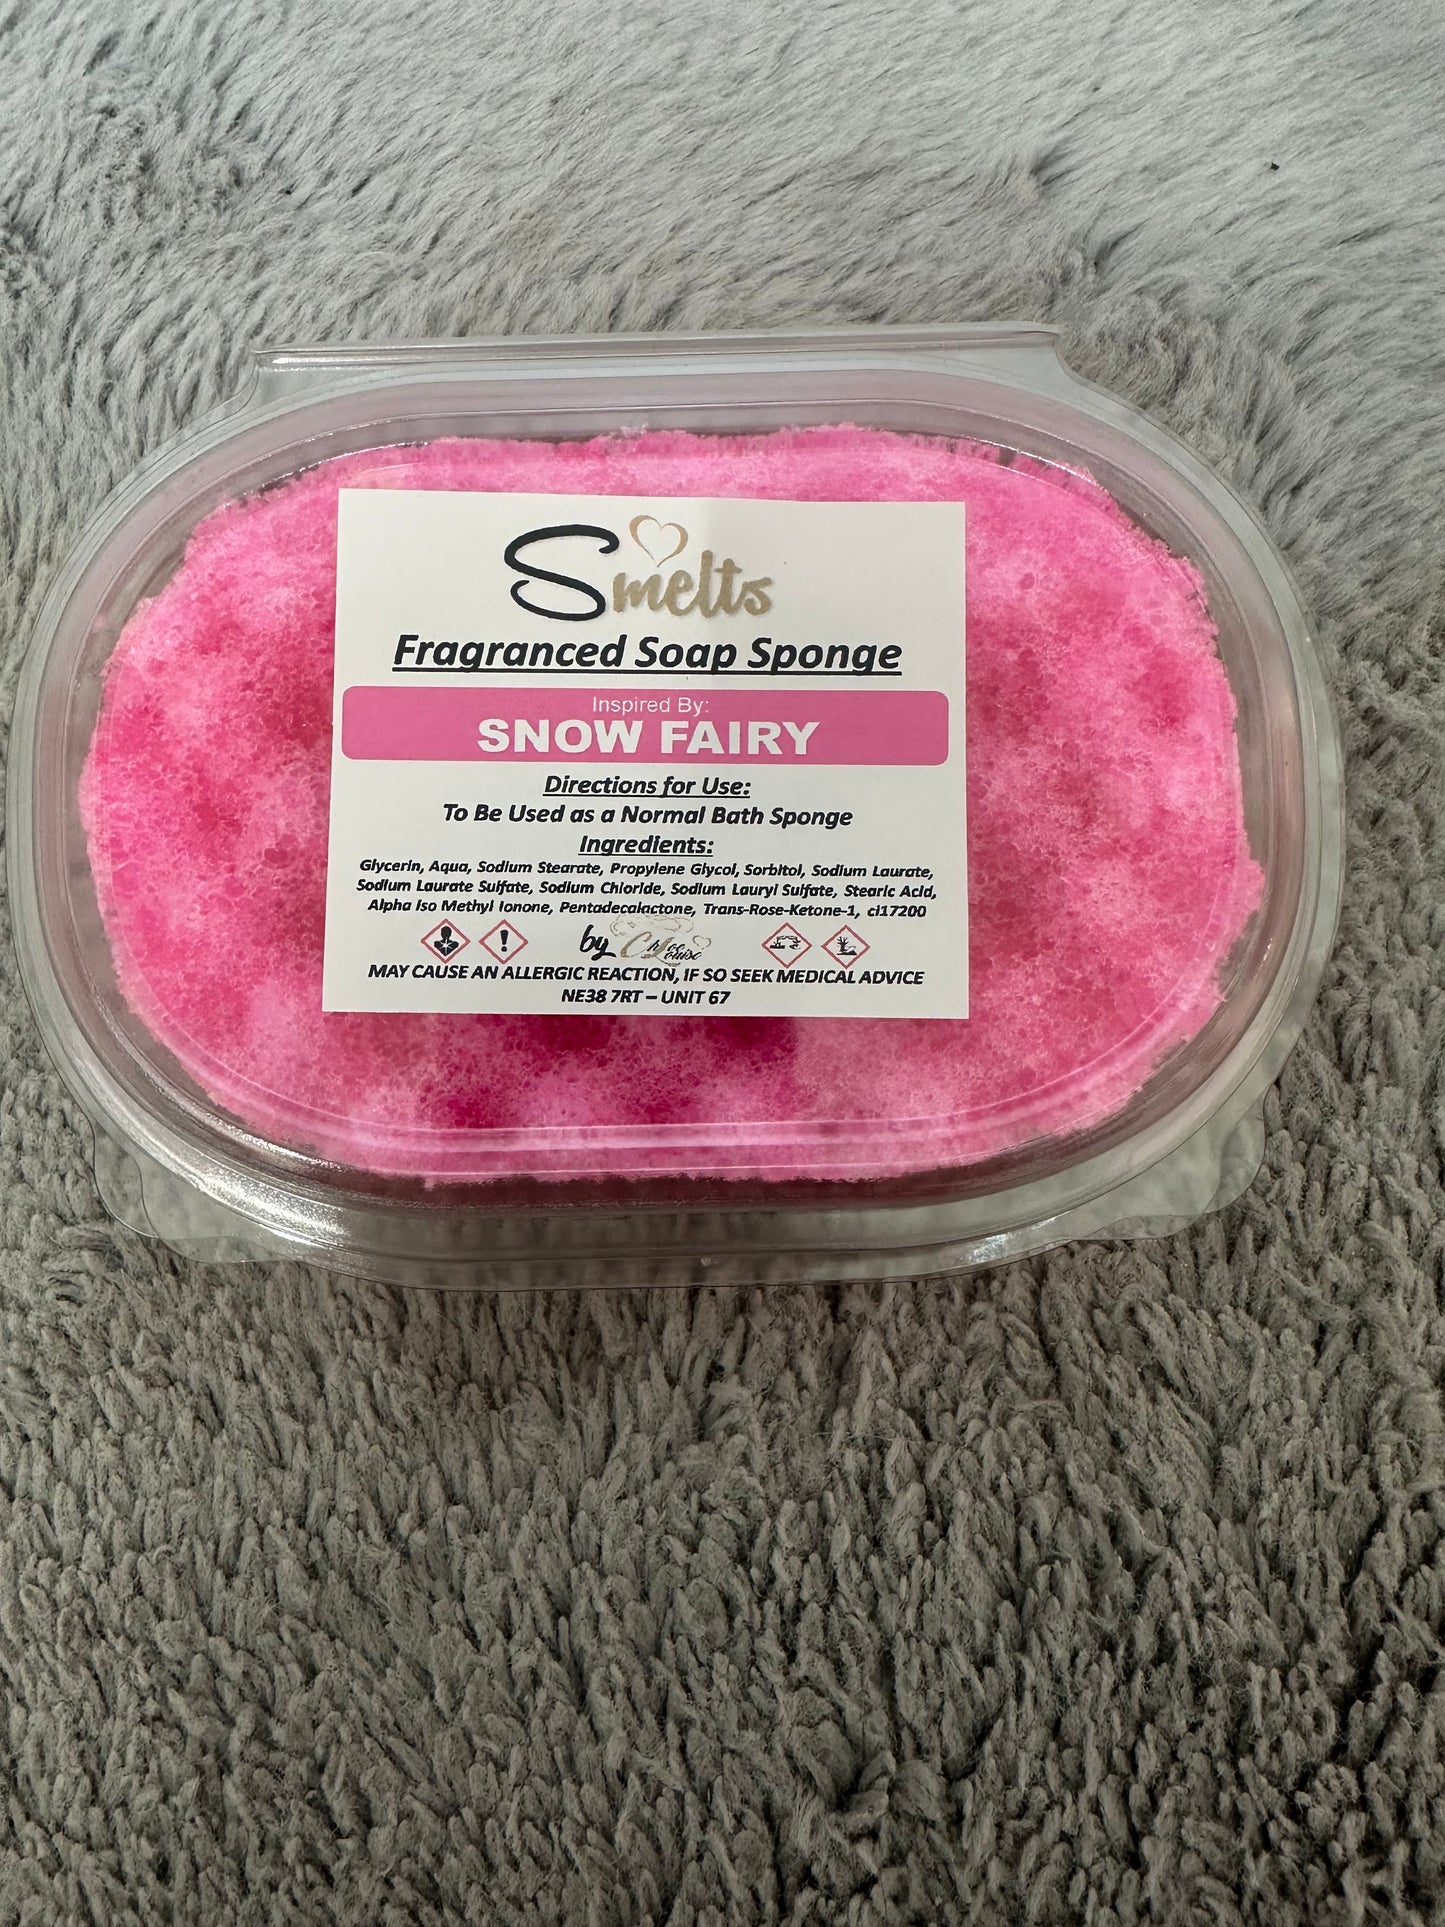 Smelts
Fragranced Soap Sponge
Inspired By:
SNOW FAIRY
Directions for Use:
To Be Used as a Normal Bath Sponge
Ingredients:
Glycerin, Aqua, Sodium Stearate, Propylene Glycol, Sorbitol, Sodium Laurate,
Sodium Laurate Sulfate, Sodium Chloride, Sodium Lauryl Sulfate, Stearic Acid,
Alpha Iso Methyl Ionone, Pentadecalactone, Trans-Rose-Ketone-1, ci17200
by Chloe Louise
MAY CAUSE AN ALLERGIC REACTION, IF SO SEEK MEDICAL ADVICE
NE38 7RT – UNIT 67